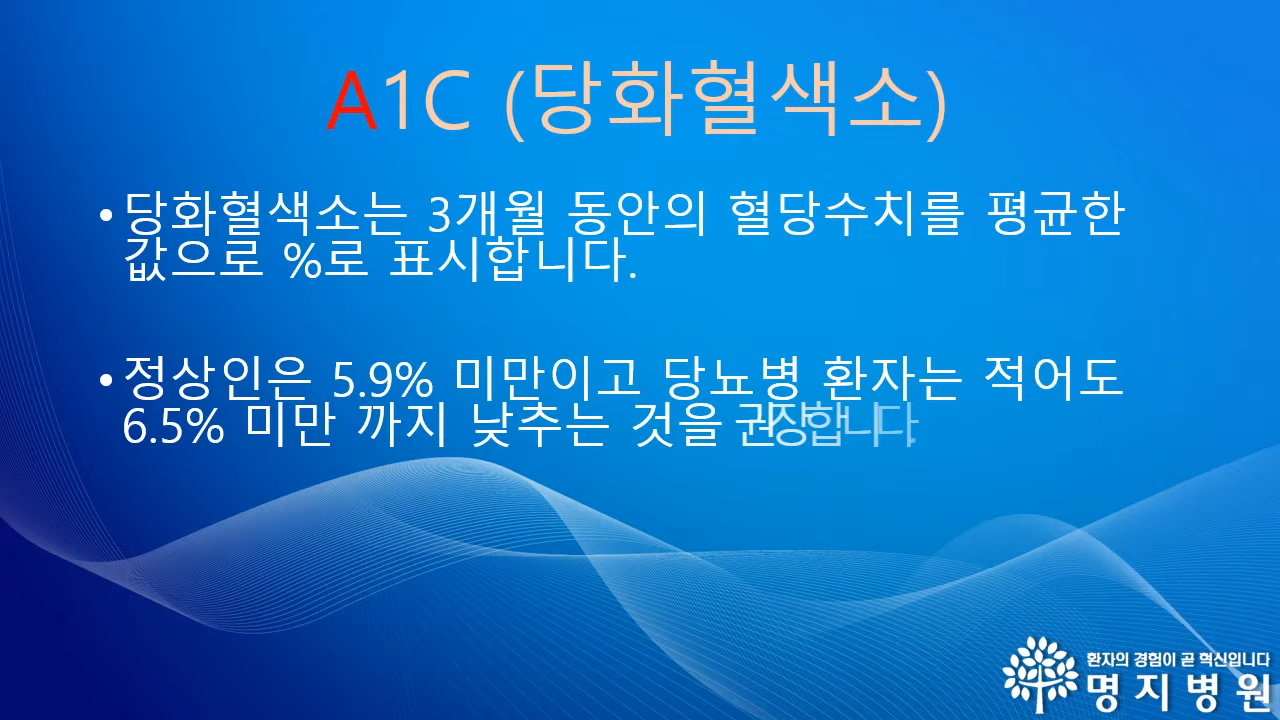 A1C (당화혈색소)
• 당화혈색소는 3개월 동안의 혈당수치를 평균한
값으로 %로 표시합니다.
• 정상인은 5.9% 미만이고 당뇨병 환자는 적어도
6.5% 미만 까지 낮추는 것을 권장합니다.
환자의 경험이 곧 혁신입니다
명지병원